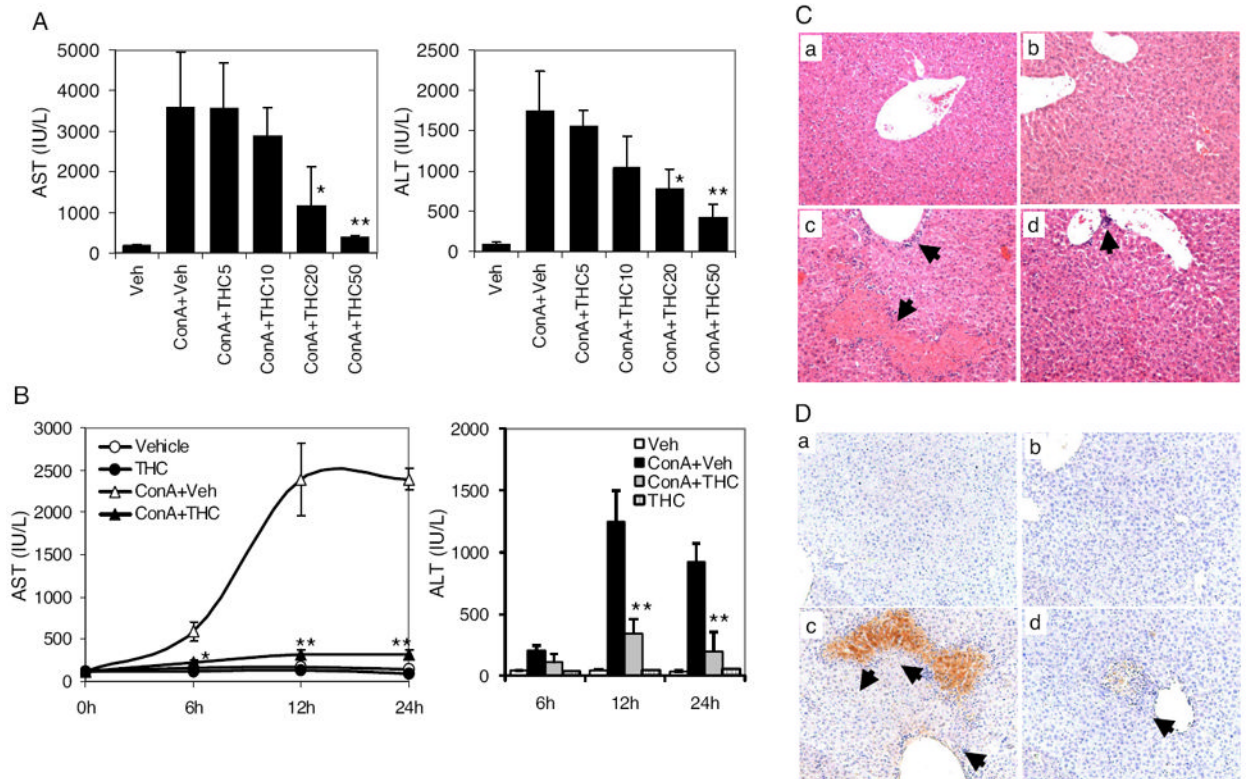 A
AST (IU/L)
5000
4000
3000
2000
1000
0
*
**
Veh
ConA+Veh
ConA+THC5
ConA+THC10
ConA+THC20
ConA+THC50
ALT (IU/L)
2500
2000
1500
1000
500
0
*
**
Veh
ConA+Veh
ConA+THC5
ConA+THC10
ConA+THC20
ConA+THC50
B
AST (IU/L)
3000
2500
2000
1500
1000
500
0
Vehicle
THC
ConA+Veh
ConA+THC
*
**
**
0h 6h 12h 24h
ALT (IU/L)
2000
1500
1000
500
0
Veh
ConA+Veh
ConA+THC
THC
**
**
6h 12h 24h
C
a
b
c
d
D
a
b
c
d